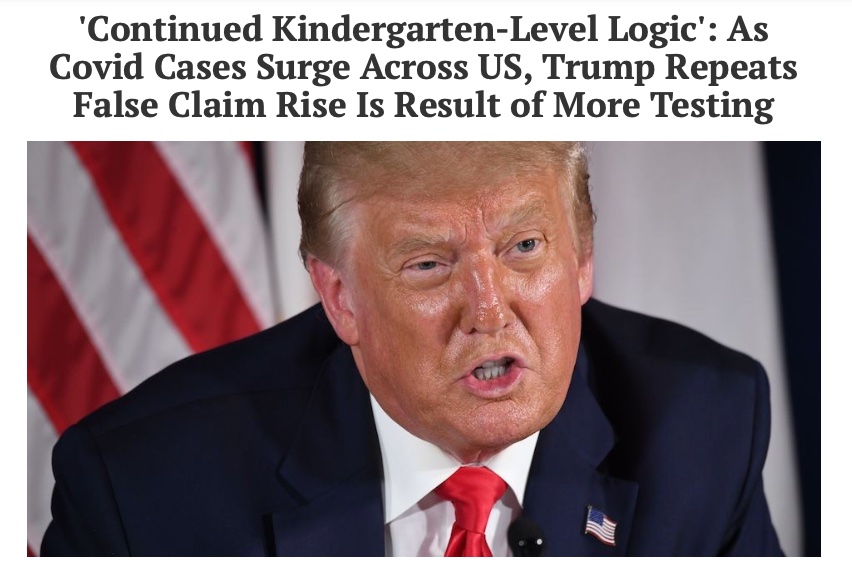 'Continued Kindergarten-Level Logic': As
Covid Cases Surge Across US, Trump Repeats
False Claim Rise Is Result of More Testing